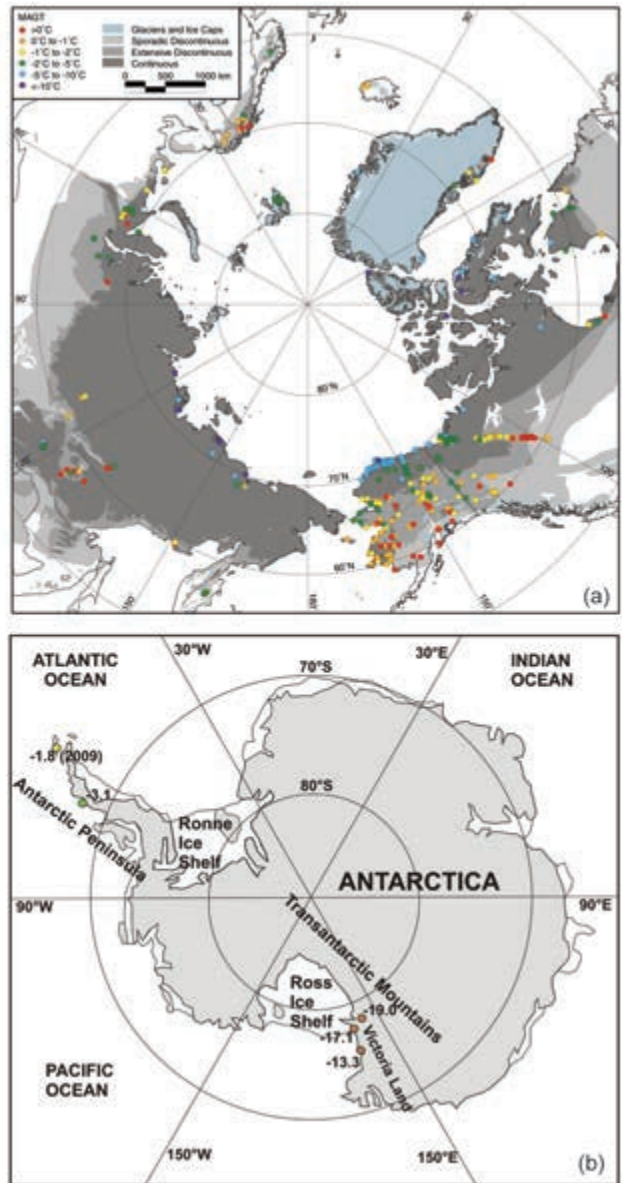 MAGT
>0°C
0°C to -1°C
-1°C to -2°C
-2°C to -5°C
-5°C to -10°C
<-10°C
Glaciers and Ice Caps
Sporadic Discontinuous
Extensive Discontinuous
Continuous
0 500 1000 km
90°
80°N
70°N
60°N
180°
150°
(a)
ATLANTIC
OCEAN
30°W
30°E
INDIAN
OCEAN
70°S
-1.8 (2009)
-3.1
80°S
Antarctic Peninsula
Ronne
Ice
Shelf
ANTARCTICA
90°W
90°E
Transantarctic Mountains
Ross
Ice
Shelf
-19.0
-17.1
-13.3
Victoria Land
PACIFIC
OCEAN
150°W
150°E
(b)